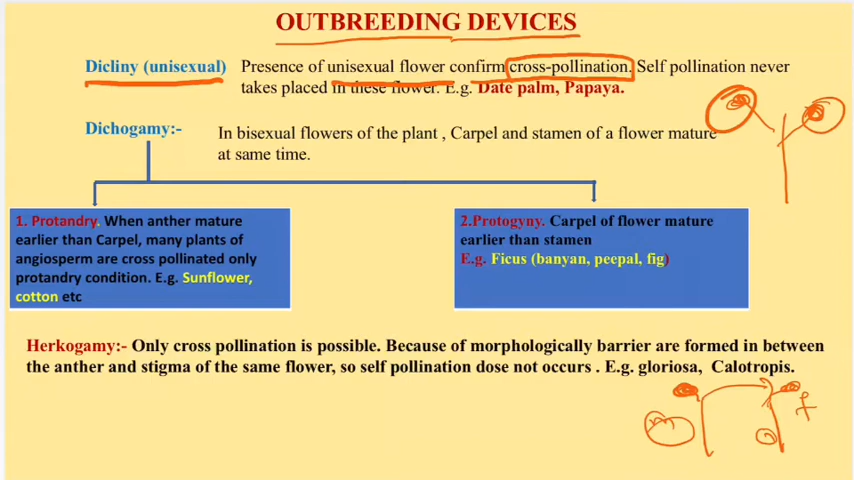 OUTBREEDING DEVICES
Dicliny (unisexual) Presence of unisexual flower confirm cross-pollination. Self pollination never
takes placed in these flower. E.g. Date palm, Papaya.
Dichogamy:- In bisexual flowers of the plant , Carpel and stamen of a flower mature
at same time.
1. Protandry. When anther mature
earlier than Carpel, many plants of
angiosperm are cross pollinated only
protandry condition. E.g. Sunflower,
cotton etc
2.Protogyny. Carpel of flower mature
earlier than stamen
E.g. Ficus (banyan, peepal, fig)
Herkogamy:- Only cross pollination is possible. Because of morphologically barrier are formed in between
the anther and stigma of the same flower, so self pollination dose not occurs . E.g. gloriosa, Calotropis.